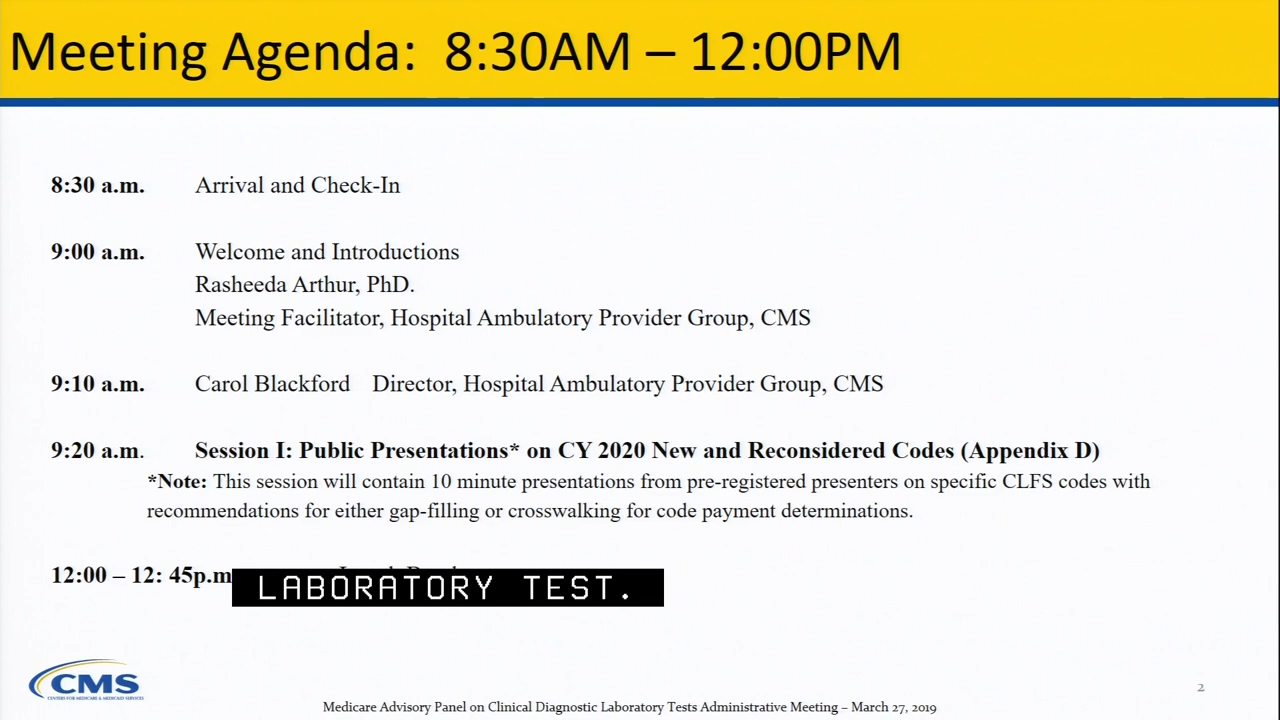 Meeting Agenda: 8:30AM – 12:00PM
8:30 a.m. Arrival and Check-In
9:00 a.m. Welcome and Introductions
Rasheeda Arthur, PhD.
Meeting Facilitator, Hospital Ambulatory Provider Group, CMS
9:10 a.m. Carol Blackford Director, Hospital Ambulatory Provider Group, CMS
9:20 a.m. Session I: Public Presentations* on CY 2020 New and Reconsidered Codes (Appendix D)
*Note: This session will contain 10 minute presentations from pre-registered presenters on specific CLFS codes with
recommendations for either gap-filling or crosswalking for code payment determinations.
12:00 – 12: 45p.m
LABORATORY TEST.
CMS
CENTERS FOR MEDICARE & MEDICAID SERVICES
2
Medicare Advisory Panel on Clinical Diagnostic Laboratory Tests Administrative Meeting – March 27, 2019